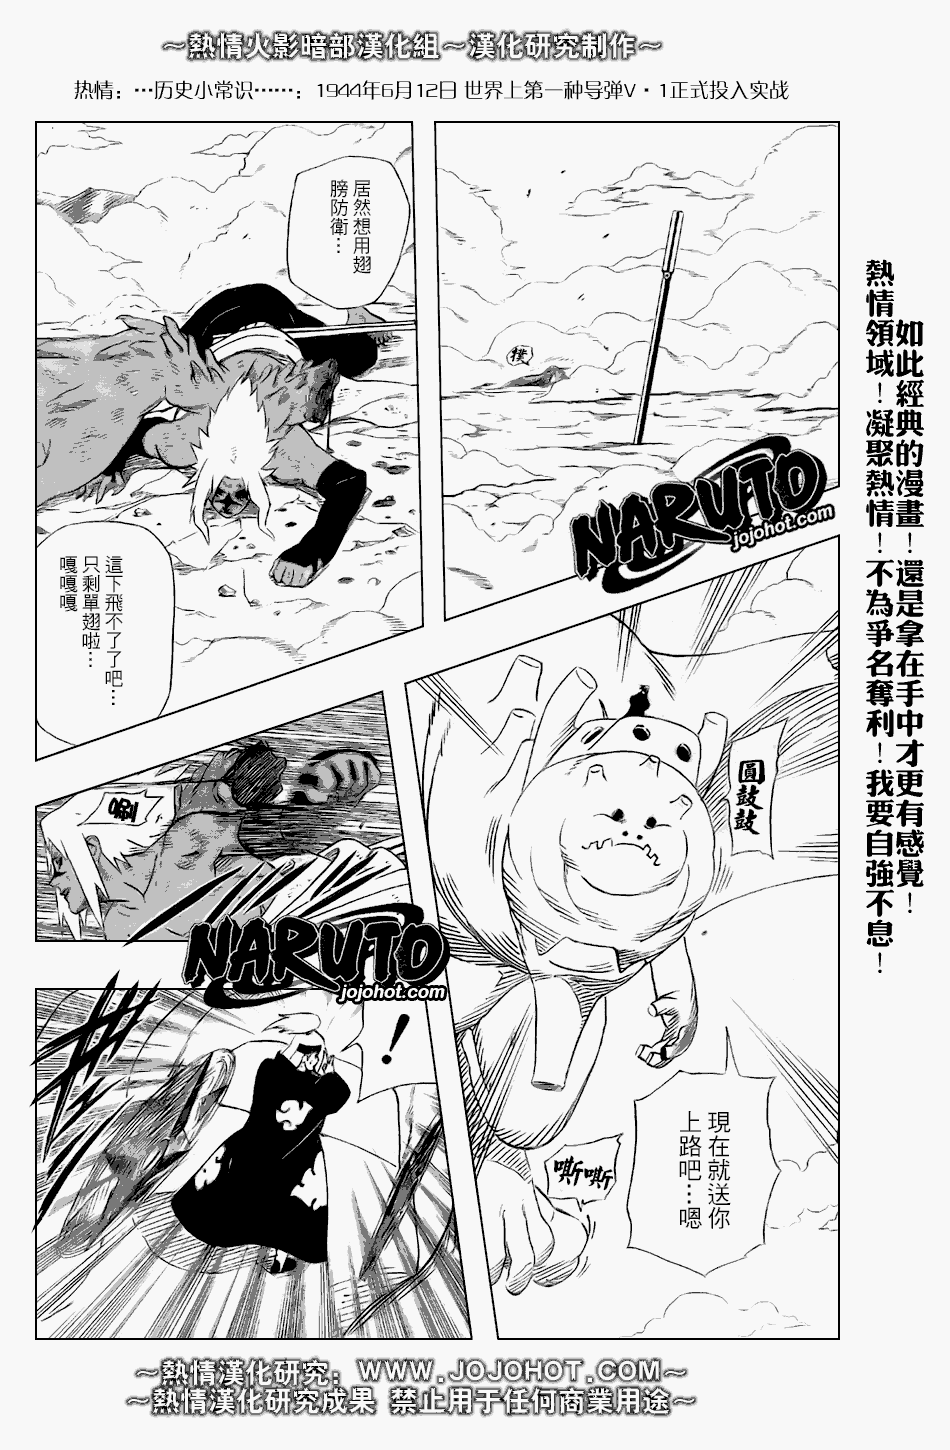 ～熱情火影暗部漢化組～漢化研究制作～
热情：…历史小常识……：1944年6月12日 世界上第一种导弹V·1正式投入实战
如此經典的漫畫！還是拿在手中才更有感覺！
熱情領域！凝聚熱情！不為爭名奪利！我要自強不息！
撲
NARUTO
jojohot.com
居然想用翅
膀防衛…
這下飛不了了吧…
只剩單翅啦…
嘎嘎嘎
圓鼓鼓
現在就送你
上路吧…嗯
嘶嘶
NARUTO
jojohot.com
！
～熱情漢化研究：WWW.JOJOHOT.COM～
～熱情漢化研究成果 禁止用于任何商業用途～